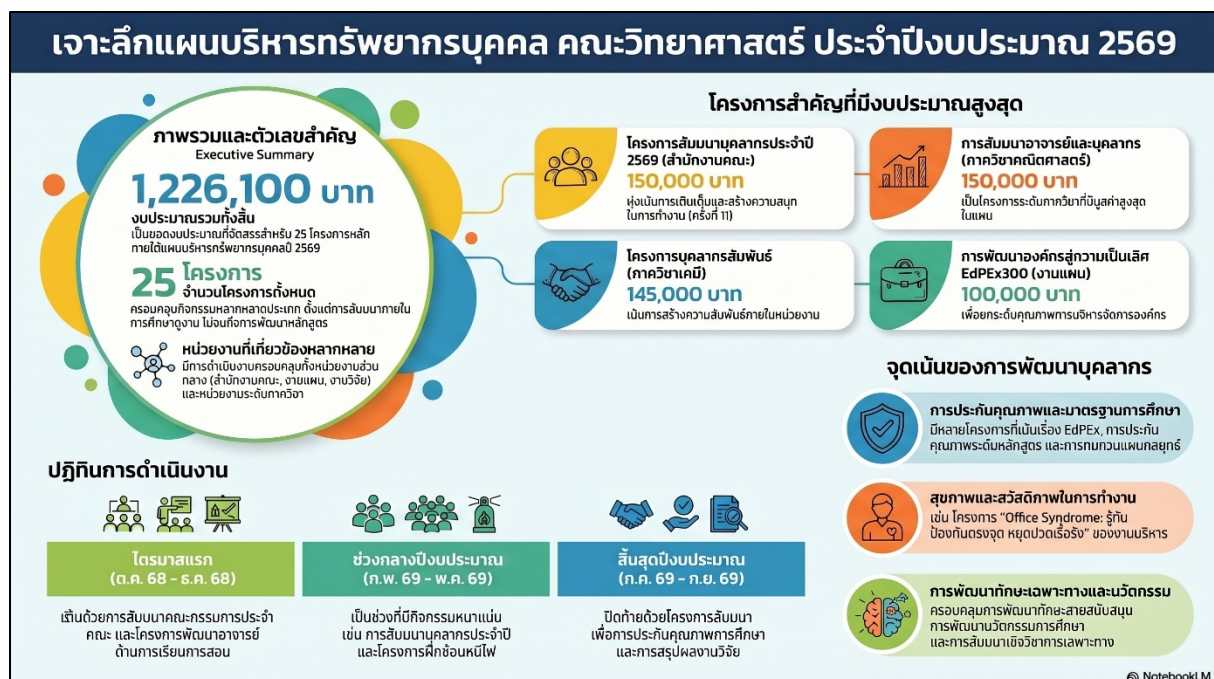 เจาะลึกแผนบริหารทรัพยากรบุคคล คณะวิทยาศาสตร์ ประจำปีงบประมาณ 2569
ภาพรวมและตัวเลขสำคัญ
Executive Summary
1,226,100 บาท
งบประมาณรวมทั้งสิ้น
เป็นยอดงบประมาณที่จัดสรรสำหรับ 25 โครงการหลัก
ภายใต้แผนบริหารทรัพยากรบุคคลปี 2569
25 โครงการ
จำนวนโครงการทั้งหมด
ครอบคลุมกิจกรรมหลากหลายประเภท ตั้งแต่การสัมมนาภายใน
การศึกษาดูงาน ไปจนถึงการพัฒนาหลักสูตร
หน่วยงานที่เกี่ยวข้องหลากหลาย
มีการดำเนินงานครอบคลุมทั้งหน่วยงานส่วน
กลาง (สำนักงานคณะ, งานแผน, งานวิจัย)
และหน่วยงานระดับภาควิชา
โครงการสำคัญที่มีงบประมาณสูงสุด
โครงการสัมมนาบุคลากรประจำปี
2569 (สำนักงานคณะ)
150,000 บาท
ในการทำงาน (ครั้งที่ 11)
การสัมมนาอาจารย์และบุคลากร
(ภาควิชาคณิตศาสตร์)
150,000 บาท
เป็นโครงการระดับภาควิชาที่มีมูลค่าสูงสุด
ในแผน
โครงการบุคลากรสัมพันธ์
(ภาควิชาเคมี)
145,000 บาท
เน้นการสร้างความสัมพันธ์ภายในหน่วยงาน
การพัฒนาองค์กรสู่ความเป็นเลิศ
EdPEx300 (งานแผน)
100,000 บาท
เพื่อยกระดับคุณภาพการบริหารจัดการองค์กร
จุดเน้นของการพัฒนาบุคลากร
การประกันคุณภาพและมาตรฐานการศึกษา
มีหลายโครงการที่เน้นเรื่อง EdPEx, การประกัน
คุณภาพระดับหลักสูตร และการทบทวนแผนกลยุทธ์
สุขภาพและสวัสดิภาพในการทำงาน
เช่น โครงการ "Office Syndrome: รู้ทัน
ป้องกันตรงจุด หยุดปวดเรื้อรัง" ของงานบริหาร
การพัฒนาทักษะเฉพาะทางและนวัตกรรม
ครอบคลุมการพัฒนาทักษะสายสนับสนุน
การพัฒนานวัตกรรมการศึกษา
และการสัมมนาเชิงวิชาการเฉพาะทาง
ปฏิทินการดำเนินงาน
ไตรมาสแรก
(ต.ค. 68 - ธ.ค. 68)
เริ่มด้วยการสัมมนาคณะกรรมการประจำ
คณะ และโครงการพัฒนาอาจารย์
ด้านการเรียนการสอน
ช่วงกลางปีงบประมาณ
(ก.พ. 69 - พ.ค. 69)
เป็นช่วงที่มีกิจกรรมหนาแน่น
เช่น การสัมมนาบุคลากรประจำปี
และโครงการฝึกซ้อมหนีไฟ
สิ้นสุดปีงบประมาณ
(ก.ค. 69 - ก.ย. 69)
ปิดท้ายด้วยโครงการสัมมนา
เพื่อการประกันคุณภาพการศึกษา
และการสรุปผลงานวิจัย
NotebookLM